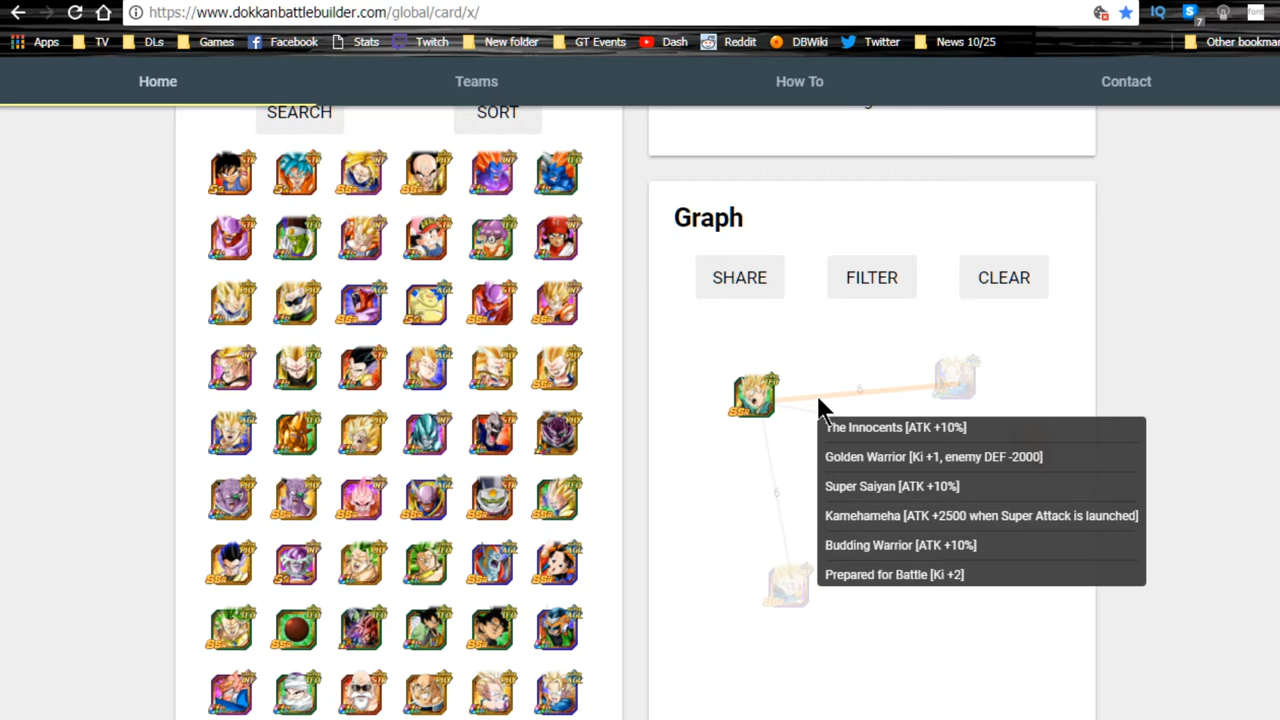 https://www.dokkanbattlebuilder.com/global/card/x/
Apps TV DLs Games Facebook Stats Twitch New folder GT Events Dash Reddit DBWiki Twitter News 10/25 Other bookmar
Home Teams How To Contact
SEARCH SORT
Graph
SHARE FILTER CLEAR
6
The Innocents [ATK +10%]
Golden Warrior [Ki +1, enemy DEF -2000]
Super Saiyan [ATK +10%]
6
Kamehameha [ATK +2500 when Super Attack is launched]
Budding Warrior [ATK +10%]
Prepared for Battle [Ki +2]